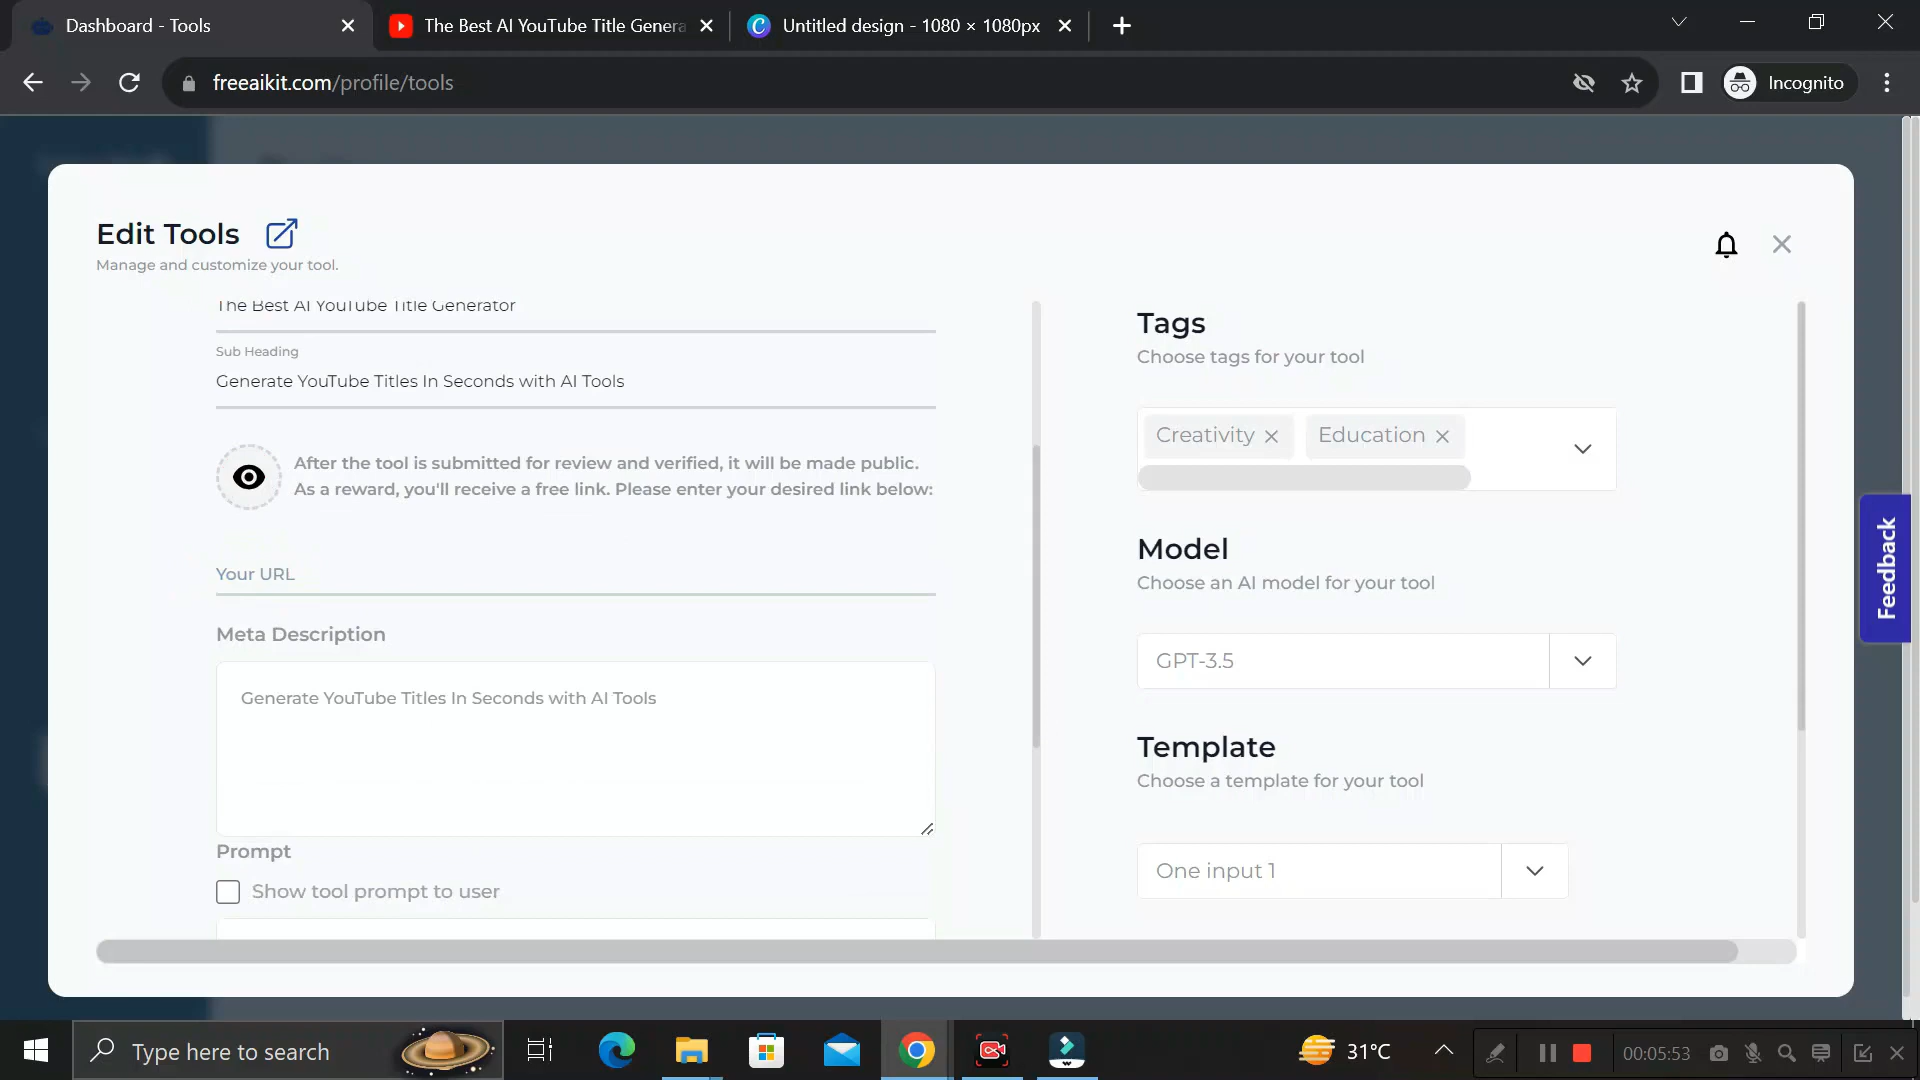 Dashboard - Tools
The Best AI YouTube Title Genera
Untitled design - 1080 × 1080px
freeaikit.com/profile/tools
Incognito
Edit Tools
Manage and customize your tool.
The Best AI YouTube Title Generator
Sub Heading
Generate YouTube Titles In Seconds with AI Tools
After the tool is submitted for review and verified, it will be made public.
As a reward, you'll receive a free link. Please enter your desired link below:
Your URL
Meta Description
Generate YouTube Titles In Seconds with AI Tools
Prompt
Show tool prompt to user
Tags
Choose tags for your tool
Creativity
Education
Model
Choose an AI model for your tool
GPT-3.5
Template
Choose a template for your tool
One input 1
Feedback
Type here to search
31°C
00:05:53